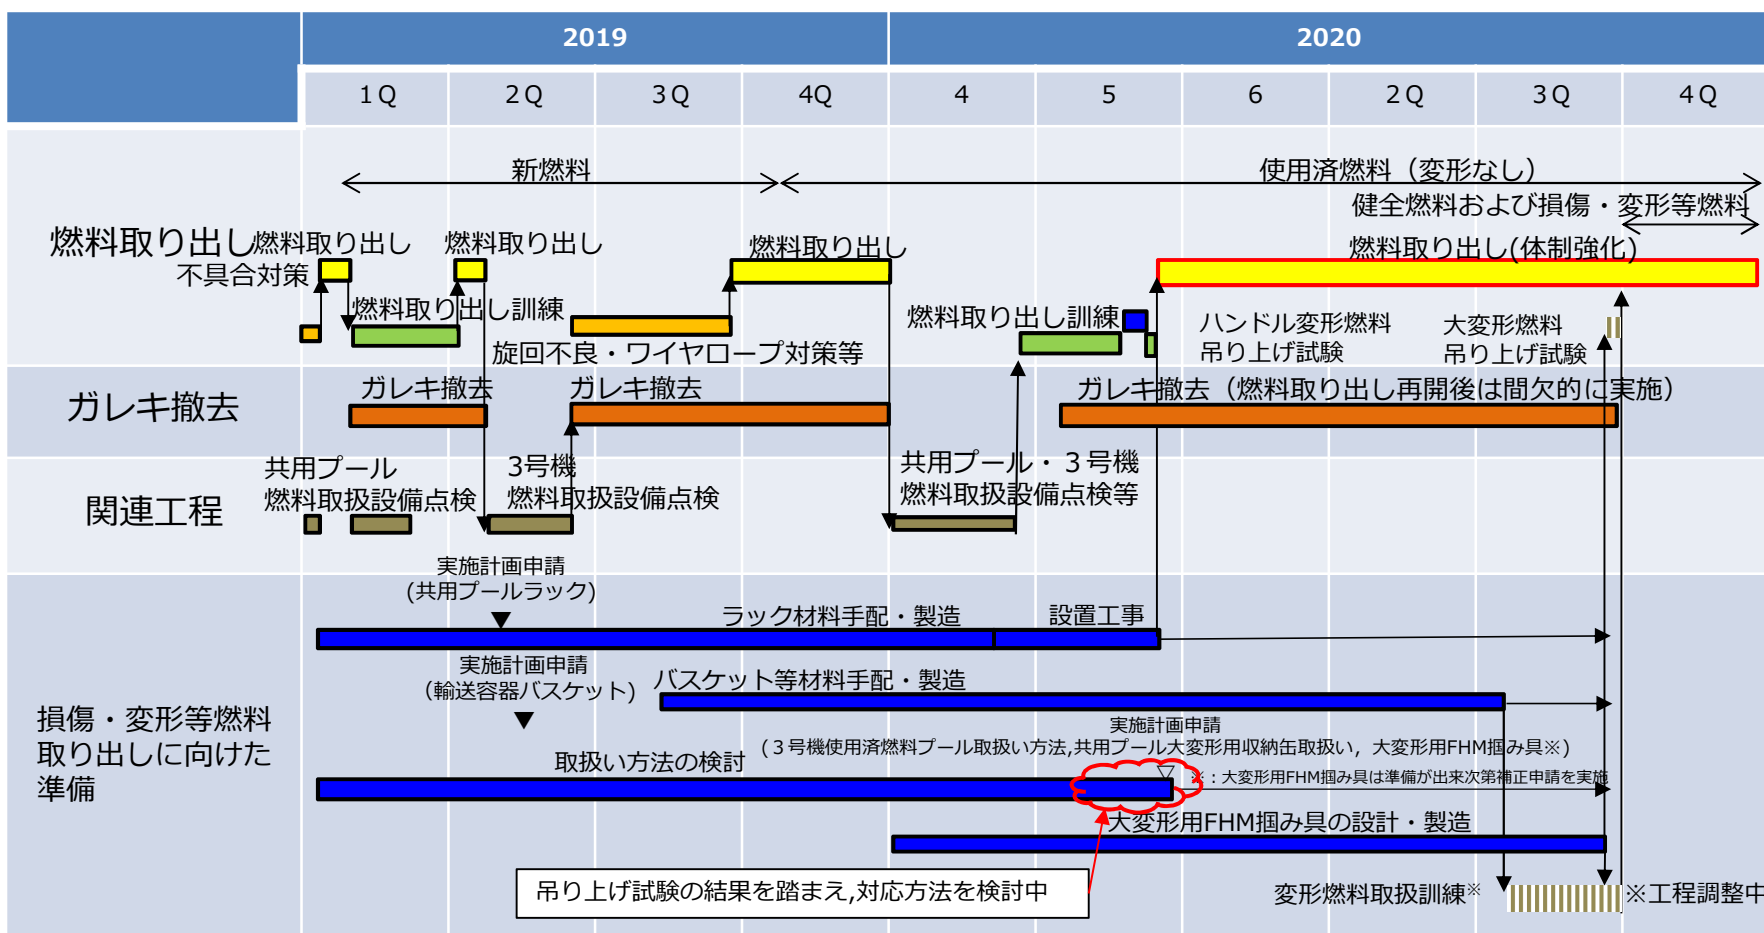 2019
2020
1Q
2Q
3Q
4Q
4
5
6
2Q
3Q
4Q
新燃料
使用済燃料（変形なし）
健全燃料および損傷・変形等燃料
燃料取り出し
燃料取り出し
不具合対策
燃料取り出し
燃料取り出し
燃料取り出し(体制強化)
燃料取り出し訓練
旋回不良・ワイヤロープ対策等
燃料取り出し訓練
ハンドル変形燃料
吊り上げ試験
大変形燃料
吊り上げ試験
ガレキ撤去
ガレキ撤去
ガレキ撤去
ガレキ撤去（燃料取り出し再開後は間欠的に実施）
関連工程
共用プール
燃料取扱設備点検
3号機
燃料取扱設備点検
共用プール・３号機
燃料取扱設備点検等
損傷・変形等燃料
取り出しに向けた
準備
実施計画申請
(共用プールラック)
▼
ラック材料手配・製造
設置工事
実施計画申請
（輸送容器バスケット)
▼
バスケット等材料手配・製造
実施計画申請
(３号機使用済燃料プール取扱い方法,共用プール大変形用収納缶取扱い，大変形用FHM掴み具※)
▽
取扱い方法の検討
※：大変形用FHM掴み具は準備が出来次第補正申請を実施
大変形用FHM掴み具の設計・製造
吊り上げ試験の結果を踏まえ,対応方法を検討中
変形燃料取扱訓練※
※工程調整中